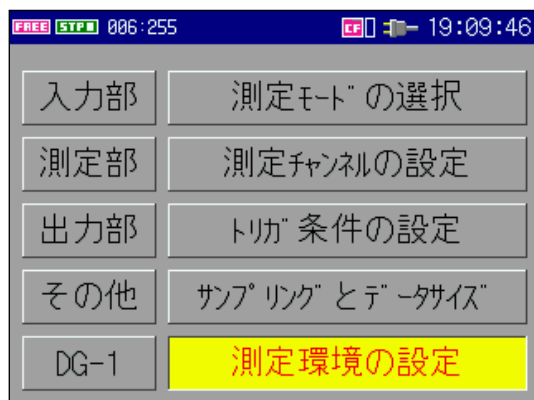 FREE STP 006:255 CF 19:09:46
入力部 測定ﾓｰﾄﾞの選択
測定部 測定ﾁｬﾝﾈﾙの設定
出力部 ﾄﾘｶﾞ条件の設定
その他 ｻﾝﾌﾟﾘﾝｸﾞとﾃﾞｰﾀｻｲｽﾞ
DG-1 測定環境の設定